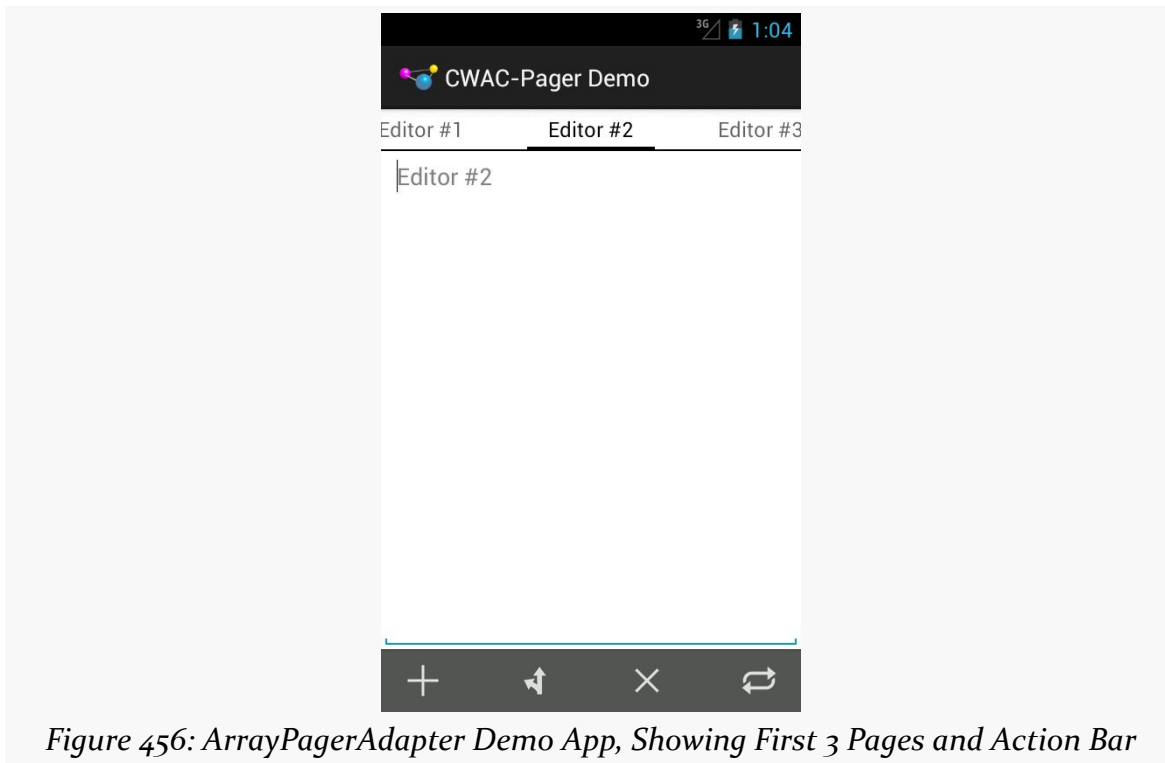 3G 1:04
CWAC-Pager Demo
Editor #1 Editor #2 Editor #3
Editor #2
Figure 456: ArrayPagerAdapter Demo App, Showing First 3 Pages and Action Bar